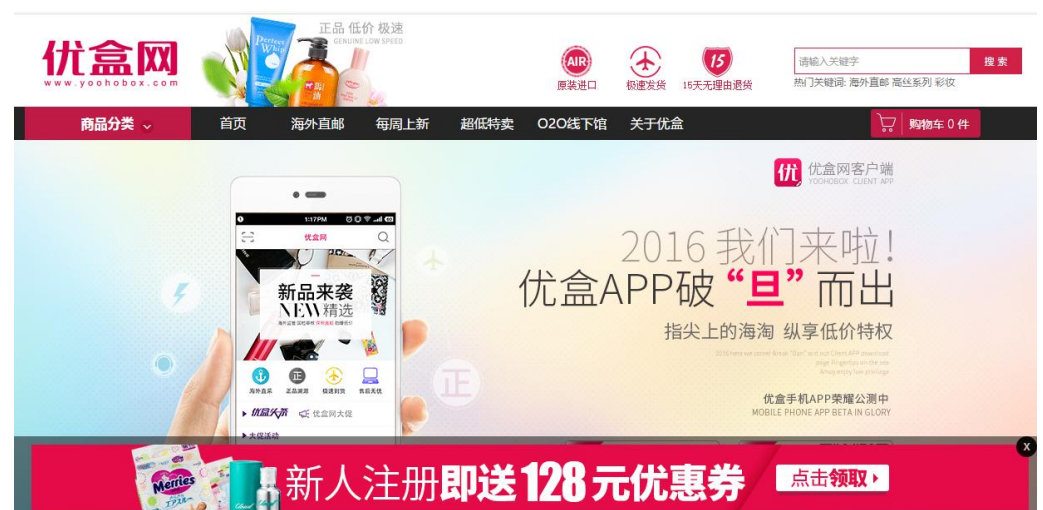 正品 低价 极速
GENUINE LOW SPEED
优盒网
www.yoohobox.com
Perfect
Whip
AIR
15
原装进口
极速发货
15天无理由退货
请输入关键字
搜 索
热门关键词: 海外直邮 高丝系列 彩妆
商品分类
首页
海外直邮
每周上新
超低特卖
O2O线下馆
关于优盒
购物车 0 件
优
优盒网客户端
YOOHOBOX CLIENT APP
1:17PM
优盒网
新品来袭
NEW精选
正
海外直采
正品溯源
极速到货
售后无忧
优盒头条
优盒网大促
大促活动
正
2016 我们来啦!
优盒APP破“旦”而出
指尖上的海淘 纵享低价特权
优盒手机APP荣耀公测中
MOBILE PHONE APP BETA IN GLORY
X
Merries
新人注册即送128元优惠券
点击领取